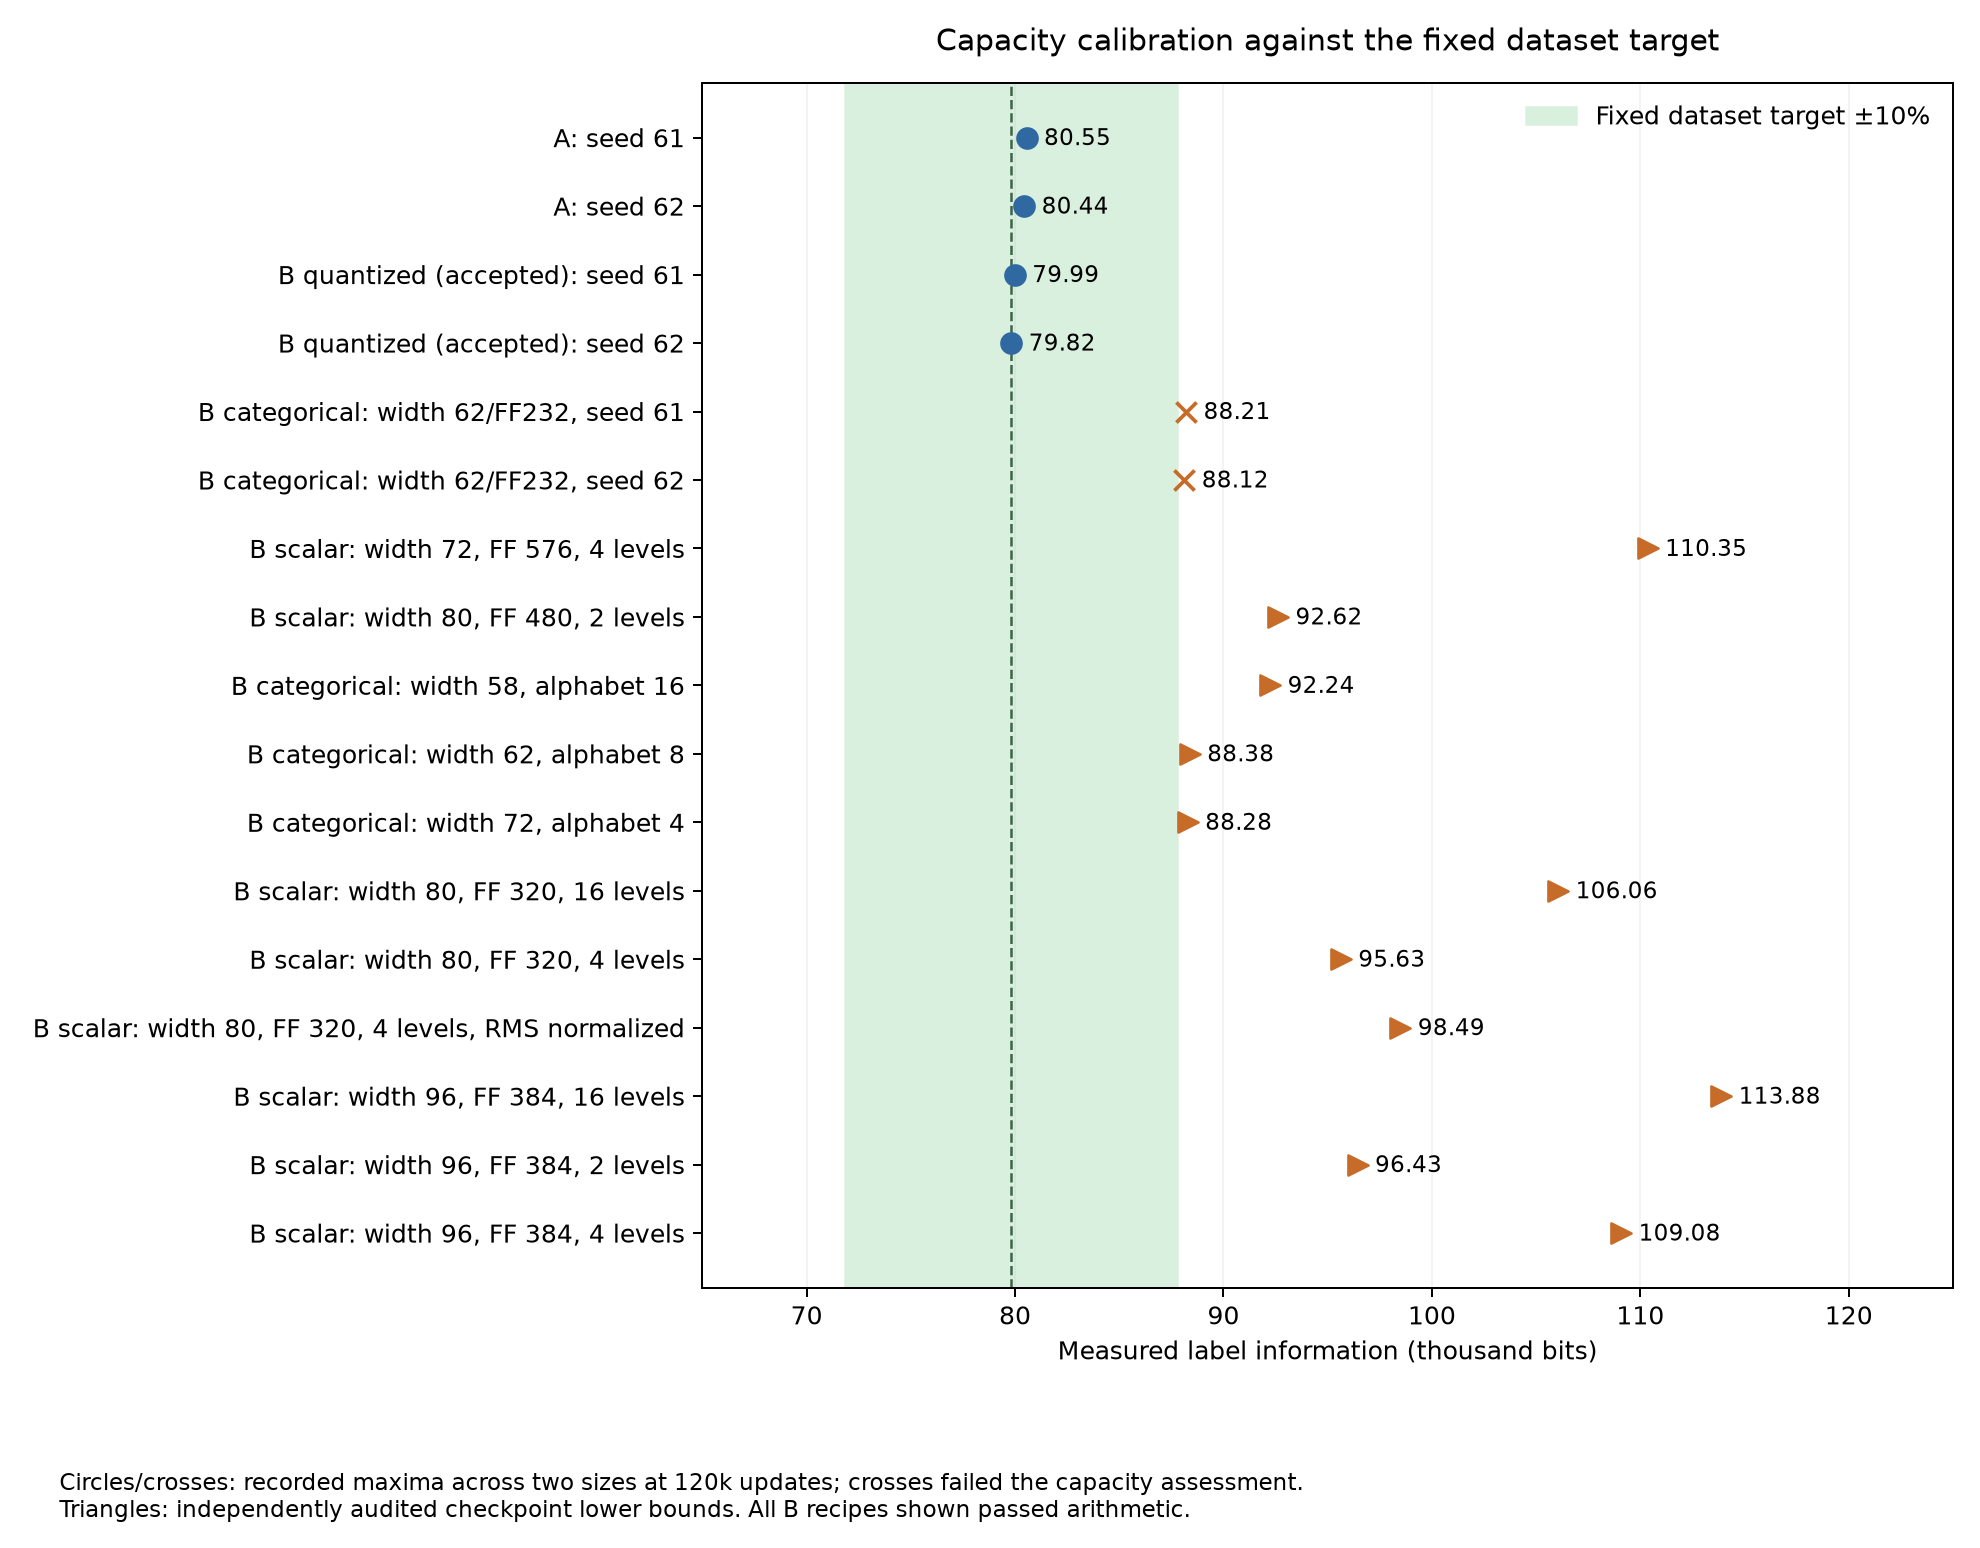 Capacity calibration against the fixed dataset target
Fixed dataset target ±10%
A: seed 61
80.55
A: seed 62
80.44
B quantized (accepted): seed 61
79.99
B quantized (accepted): seed 62
79.82
B categorical: width 62/FF232, seed 61
88.21
B categorical: width 62/FF232, seed 62
88.12
B scalar: width 72, FF 576, 4 levels
110.35
B scalar: width 80, FF 480, 2 levels
92.62
B categorical: width 58, alphabet 16
92.24
B categorical: width 62, alphabet 8
88.38
B categorical: width 72, alphabet 4
88.28
B scalar: width 80, FF 320, 16 levels
106.06
B scalar: width 80, FF 320, 4 levels
95.63
B scalar: width 80, FF 320, 4 levels, RMS normalized
98.49
B scalar: width 96, FF 384, 16 levels
113.88
B scalar: width 96, FF 384, 2 levels
96.43
B scalar: width 96, FF 384, 4 levels
109.08
70 80 90 100 110 120
Measured label information (thousand bits)
Circles/crosses: recorded maxima across two sizes at 120k updates; crosses failed the capacity assessment.
Triangles: independently audited checkpoint lower bounds. All B recipes shown passed arithmetic.